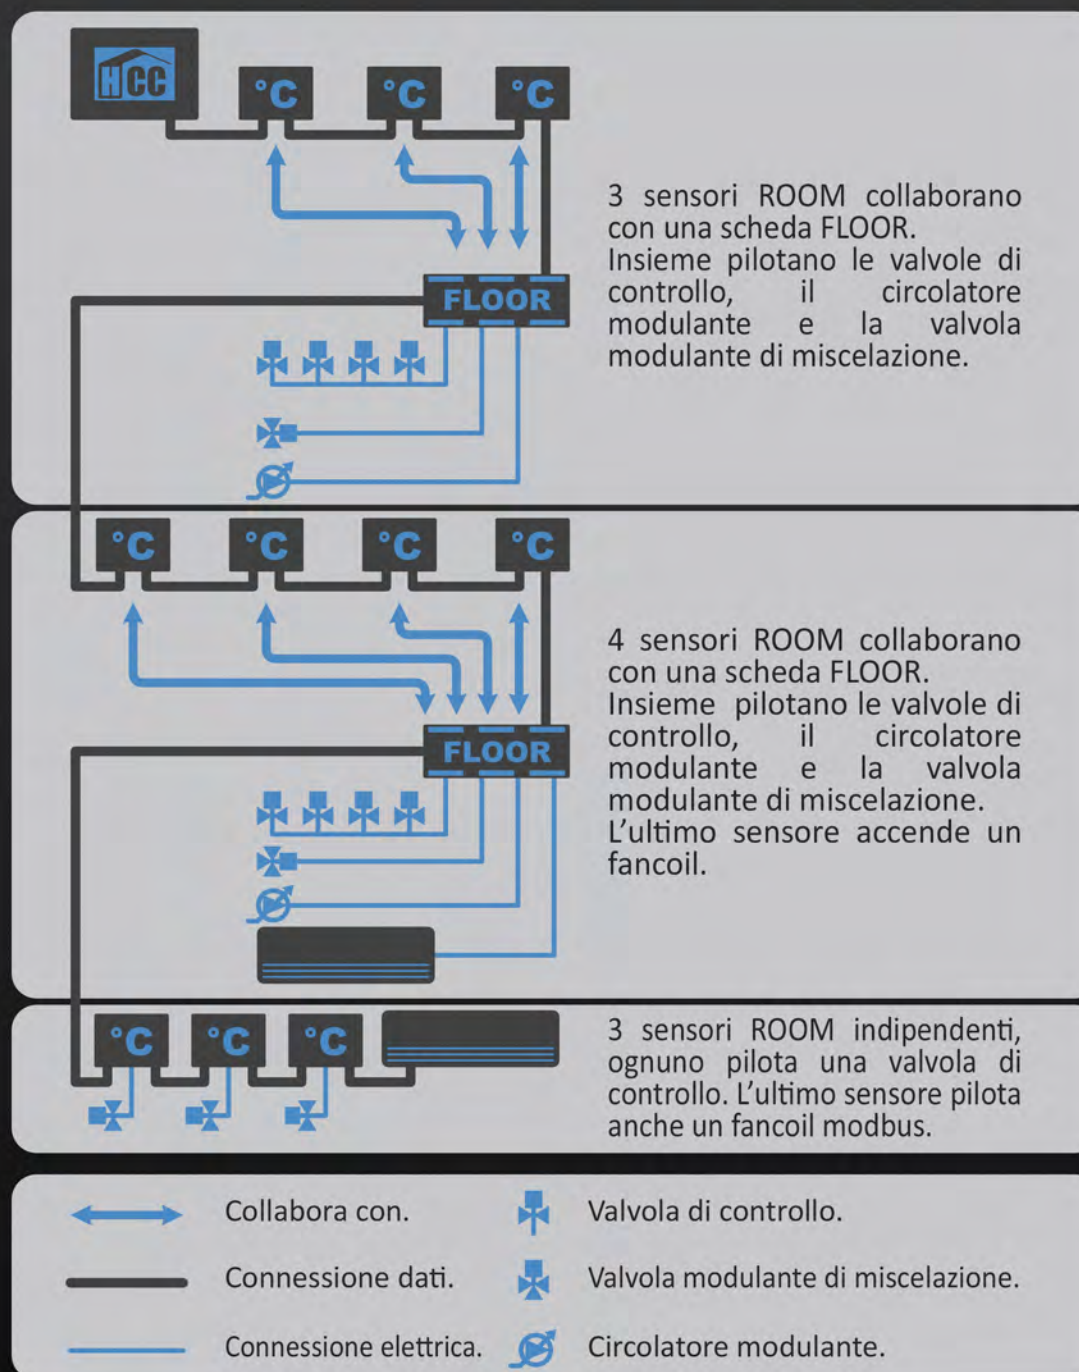 HCC
°C
°C
°C
3 sensori ROOM collaborano
con una scheda FLOOR.
Insieme pilotano le valvole di
controllo, il circolatore
modulante e la valvola
modulante di miscelazione.
FLOOR
°C
°C
°C
°C
4 sensori ROOM collaborano
con una scheda FLOOR.
Insieme pilotano le valvole di
controllo, il circolatore
modulante e la valvola
modulante di miscelazione.
L'ultimo sensore accende un
fancoil.
FLOOR
°C
°C
°C
3 sensori ROOM indipendenti,
ognuno pilota una valvola di
controllo. L'ultimo sensore pilota
anche un fancoil modbus.
Collabora con.
Valvola di controllo.
Connessione dati.
Valvola modulante di miscelazione.
Connessione elettrica.
Circolatore modulante.